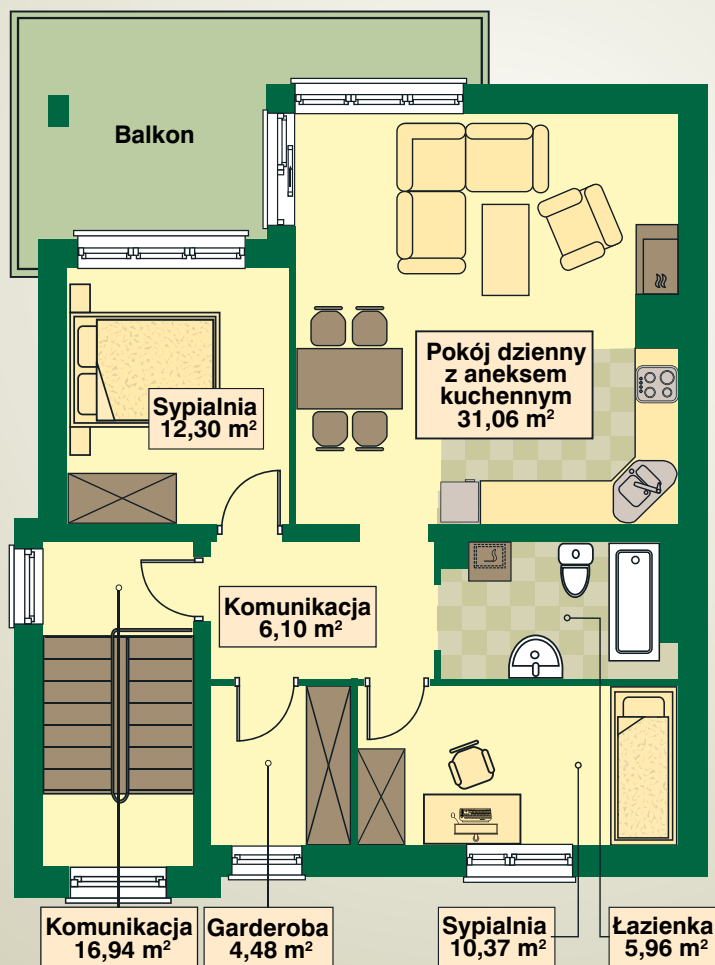 Balkon
Sypialnia
12,30 m²
Pokój dzienny
z aneksem
kuchennym
31,06 m²
Komunikacja
6,10 m²
Komunikacja
16,94 m²
Garderoba
4,48 m²
Sypialnia
10,37 m²
Łazienka
5,96 m²